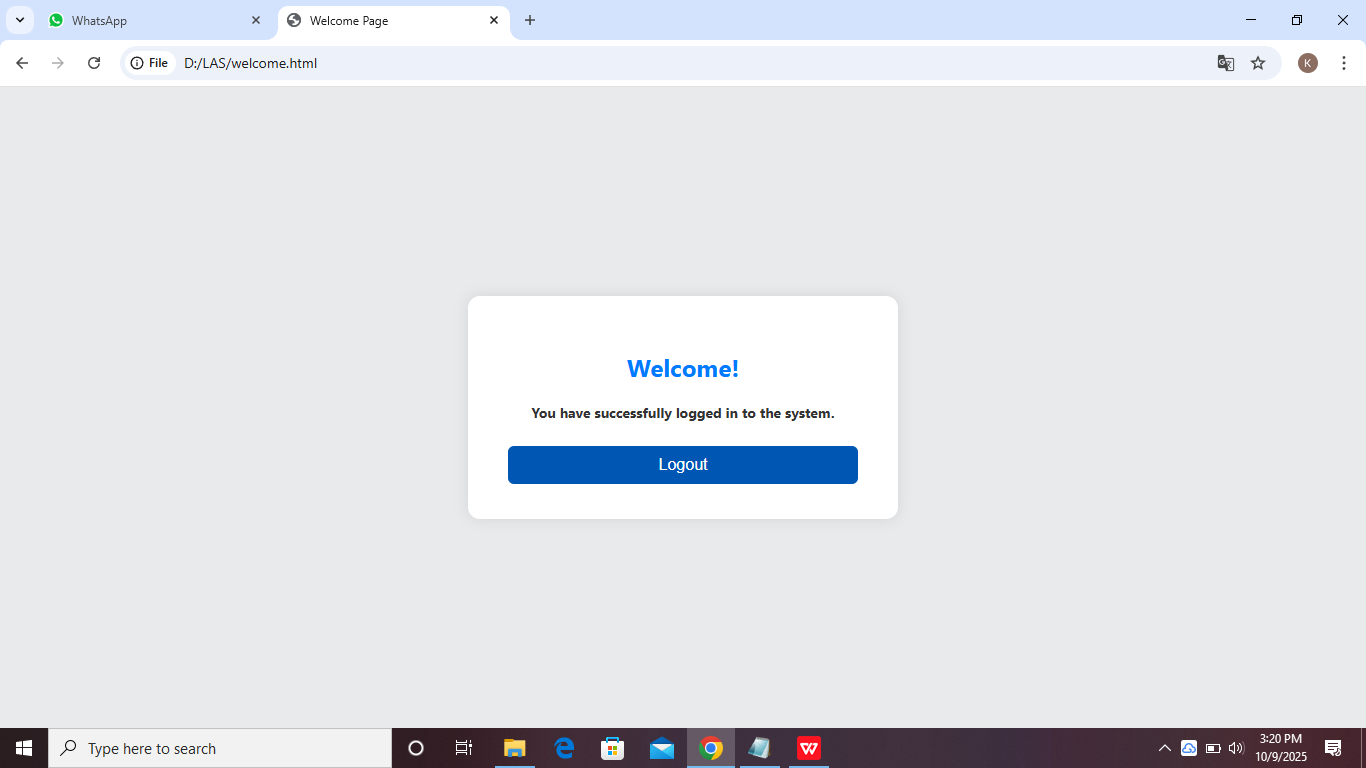 WhatsApp
Welcome Page
File
D:/LAS/welcome.html
K
Welcome!
You have successfully logged in to the system.
Logout
Type here to search
3:20 PM
10/9/2025